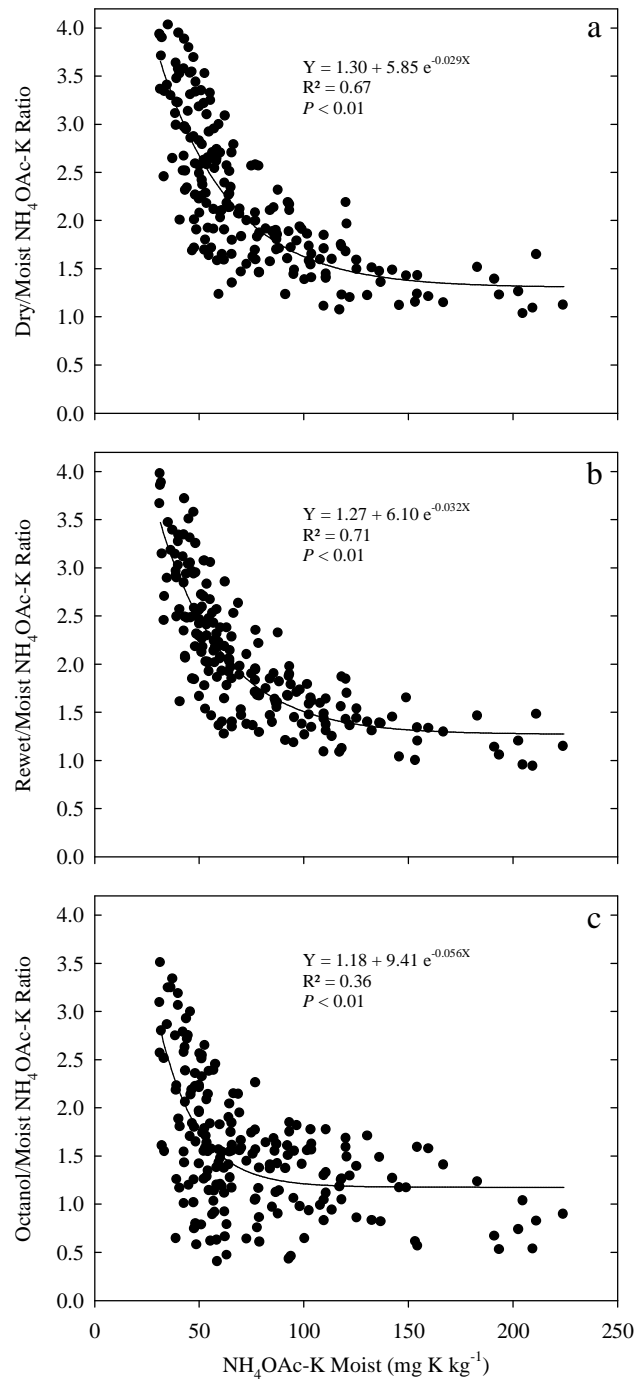 a
Y = 1.30 + 5.85 e^-0.029X
R² = 0.67
P < 0.01
Dry/Moist NH₄OAc-K Ratio
4.0
3.5
3.0
2.5
2.0
1.5
1.0
0.5
0.0
b
Y = 1.27 + 6.10 e^-0.032X
R² = 0.71
P < 0.01
Rewet/Moist NH₄OAc-K Ratio
4.0
3.5
3.0
2.5
2.0
1.5
1.0
0.5
0.0
c
Y = 1.18 + 9.41 e^-0.056X
R² = 0.36
P < 0.01
Octanol/Moist NH₄OAc-K Ratio
4.0
3.5
3.0
2.5
2.0
1.5
1.0
0.5
0.0
0 50 100 150 200 250
NH₄OAc-K Moist (mg K kg⁻¹)